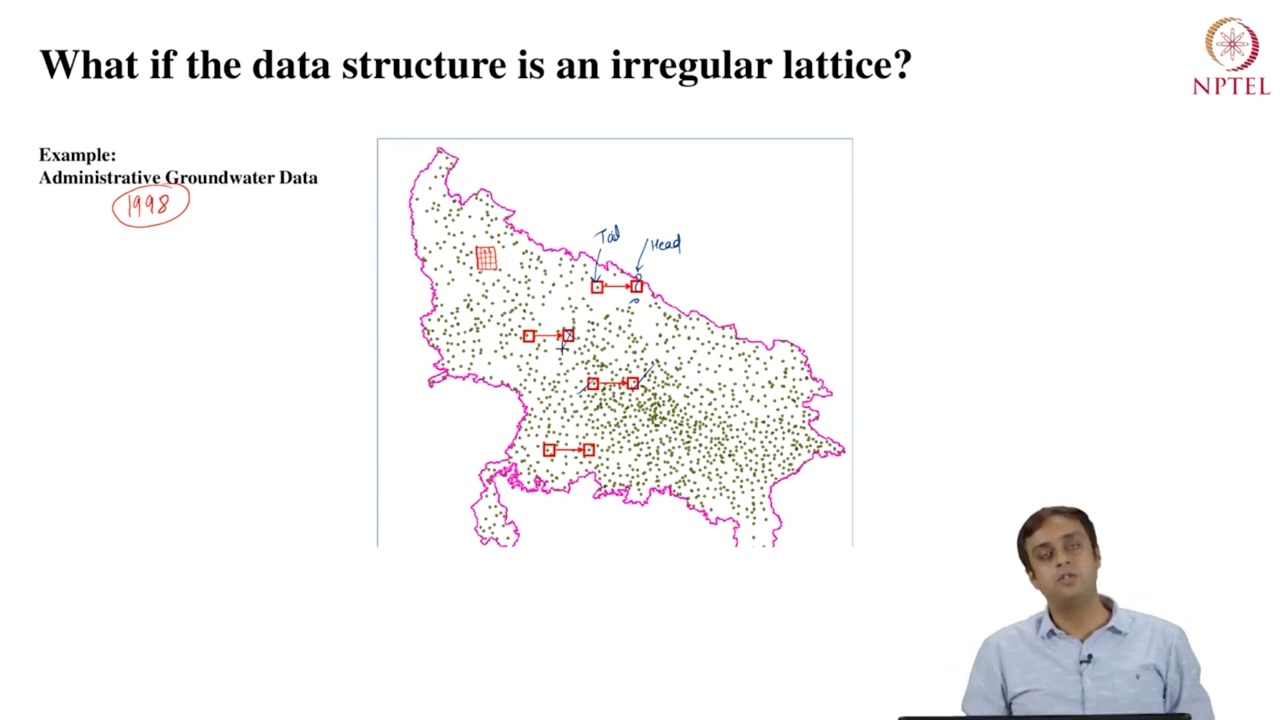 What if the data structure is an irregular lattice?
NPTEL
Example:
Administrative Groundwater Data
1998
Tail
Head